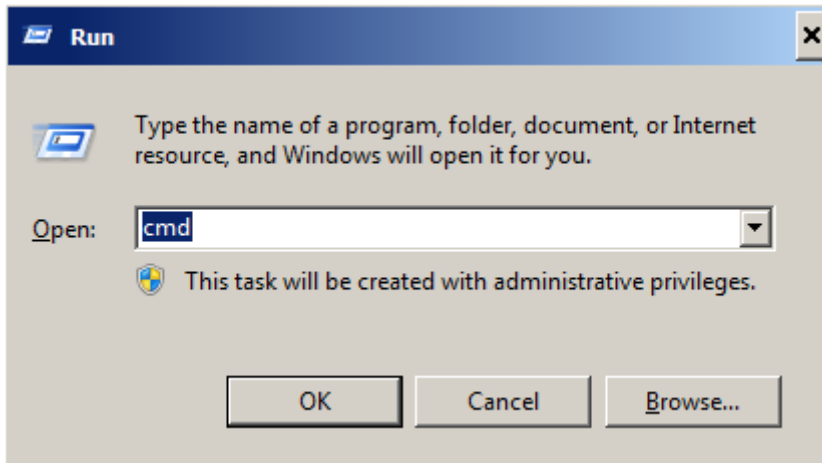 Run
Type the name of a program, folder, document, or Internet
resource, and Windows will open it for you.
Open: cmd
This task will be created with administrative privileges.
OK Cancel Browse...